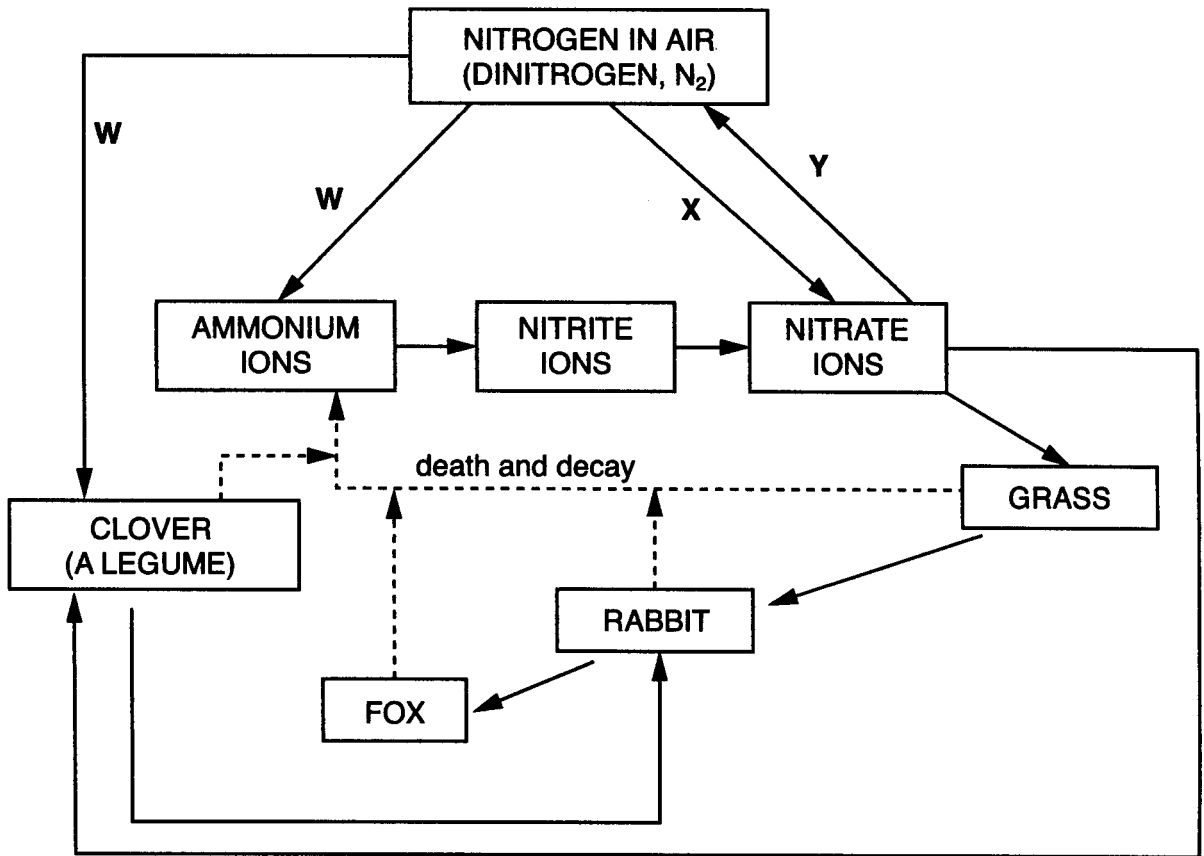 NITROGEN IN AIR
(DINITROGEN, N₂)
W
W
X
Y
AMMONIUM
IONS
NITRITE
IONS
NITRATE
IONS
death and decay
GRASS
CLOVER
(A LEGUME)
RABBIT
FOX